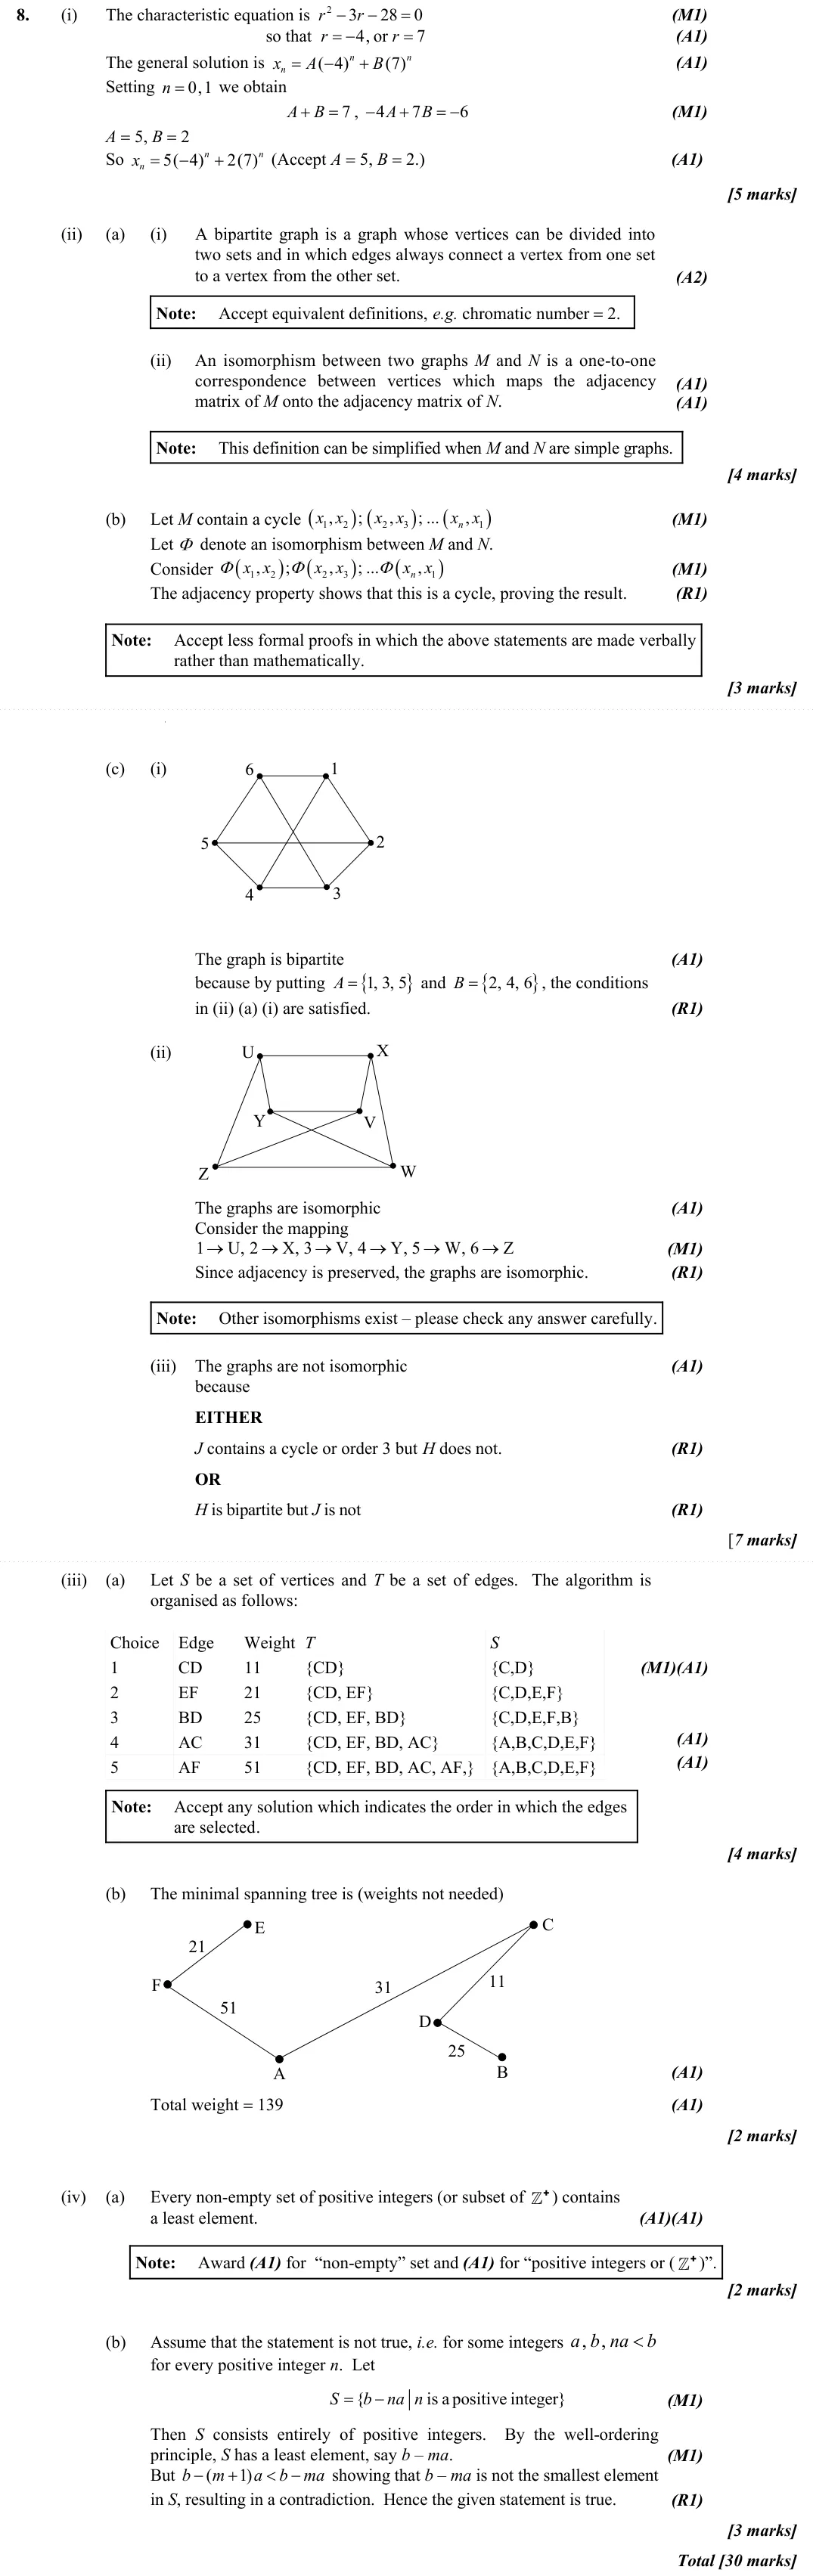 8. (i) The characteristic equation is r² − 3r − 28 = 0 (M1)
so that r = −4, or r = 7 (A1)
The general solution is xₙ = A(−4)ⁿ + B(7)ⁿ (A1)
Setting n = 0,1 we obtain
A + B = 7 , −4A + 7B = −6 (M1)
A = 5, B = 2
So xₙ = 5(−4)ⁿ + 2(7)ⁿ (Accept A = 5, B = 2.) (A1)
[5 marks]
(ii) (a) (i) A bipartite graph is a graph whose vertices can be divided into
two sets and in which edges always connect a vertex from one set
to a vertex from the other set. (A2)
Note: Accept equivalent definitions, e.g. chromatic number = 2.
(ii) An isomorphism between two graphs M and N is a one-to-one
correspondence between vertices which maps the adjacency (A1)
matrix of M onto the adjacency matrix of N. (A1)
Note: This definition can be simplified when M and N are simple graphs.
[4 marks]
(b) Let M contain a cycle (x₁, x₂); (x₂, x₃); ...(xₙ, x₁) (M1)
Let Φ denote an isomorphism between M and N.
Consider Φ(x₁, x₂);Φ(x₂, x₃); ...Φ(xₙ, x₁) (M1)
The adjacency property shows that this is a cycle, proving the result. (R1)
Note: Accept less formal proofs in which the above statements are made verbally
rather than mathematically.
[3 marks]
(c) (i) 6 1
5 2
4 3
The graph is bipartite (A1)
because by putting A = {1, 3, 5} and B = {2, 4, 6}, the conditions
in (ii) (a) (i) are satisfied. (R1)
(ii) U X
Y V
Z W
The graphs are isomorphic (A1)
Consider the mapping
1 → U, 2 → X, 3 → V, 4 → Y, 5 → W, 6 → Z (M1)
Since adjacency is preserved, the graphs are isomorphic. (R1)
Note: Other isomorphisms exist – please check any answer carefully.
(iii) The graphs are not isomorphic (A1)
because
EITHER
J contains a cycle or order 3 but H does not. (R1)
OR
H is bipartite but J is not (R1)
[7 marks]
(iii) (a) Let S be a set of vertices and T be a set of edges. The algorithm is
organised as follows:
Choice Edge Weight T S
1 CD 11 {CD} {C,D} (M1)(A1)
2 EF 21 {CD, EF} {C,D,E,F}
3 BD 25 {CD, EF, BD} {C,D,E,F,B}
4 AC 31 {CD, EF, BD, AC} {A,B,C,D,E,F} (A1)
5 AF 51 {CD, EF, BD, AC, AF,} {A,B,C,D,E,F} (A1)
Note: Accept any solution which indicates the order in which the edges
are selected.
[4 marks]
(b) The minimal spanning tree is (weights not needed)
E C
21
F 31 11
51
D
25
A B (A1)
Total weight = 139 (A1)
[2 marks]
(iv) (a) Every non-empty set of positive integers (or subset of ℤ⁺) contains
a least element. (A1)(A1)
Note: Award (A1) for “non-empty” set and (A1) for “positive integers or (ℤ⁺)”.
[2 marks]
(b) Assume that the statement is not true, i.e. for some integers a, b, na < b
for every positive integer n. Let
S = {b − na | n is a positive integer} (M1)
Then S consists entirely of positive integers. By the well-ordering
principle, S has a least element, say b – ma. (M1)
But b − (m + 1)a < b − ma showing that b – ma is not the smallest element
in S, resulting in a contradiction. Hence the given statement is true. (R1)
[3 marks]
Total [30 marks]